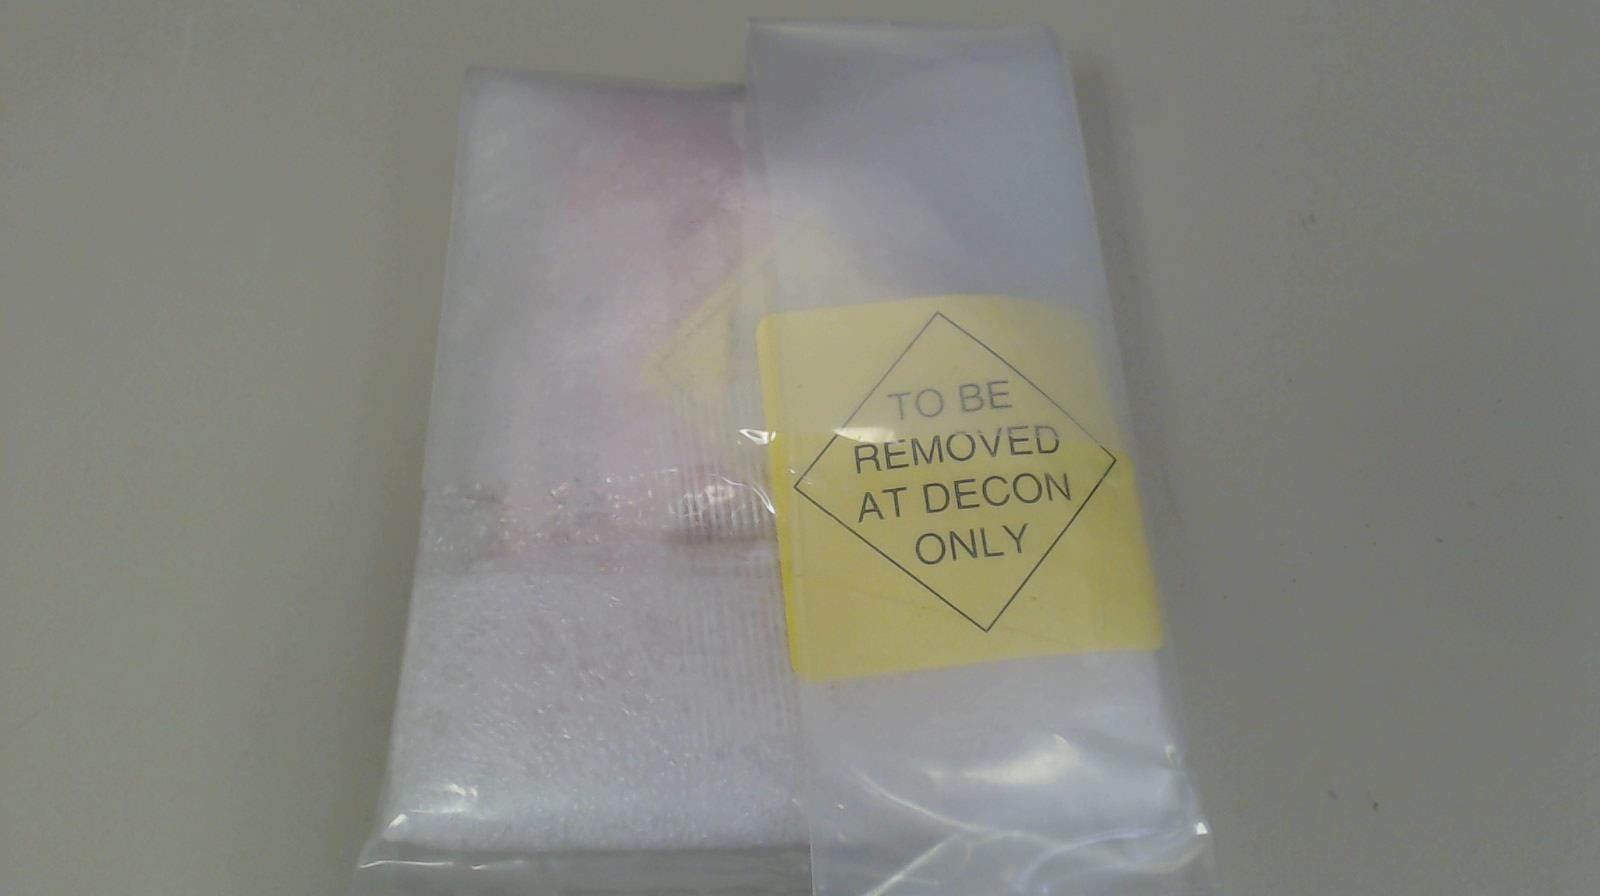 TO BE
REMOVED
AT DECON
ONLY